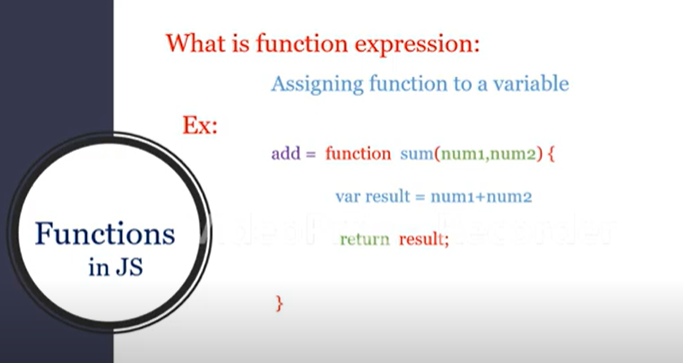 What is function expression:
Assigning function to a variable
Ex:
add = function sum(num1,num2) {
var result = num1+num2
return result;
}
Functions
in JS